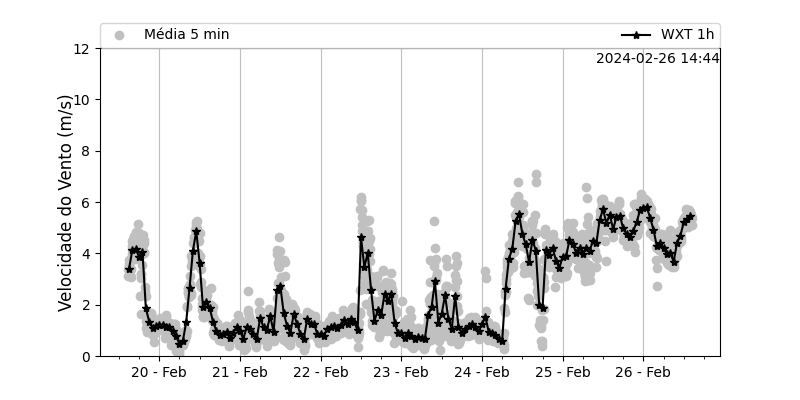 Média 5 min
WXT 1h
2024-02-26 14:44
Velocidade do Vento (m/s)
12
10
8
6
4
2
0
20 - Feb
21 - Feb
22 - Feb
23 - Feb
24 - Feb
25 - Feb
26 - Feb